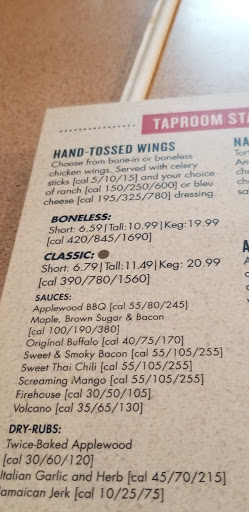 TAPROOM STA
HAND-TOSSED WINGS
Choose from bone-in or boneless
chicken wings. Served with celery
sticks [cal 5/10/15] and your choice
of ranch [cal 150/250/600] or bleu
cheese [cal 195/325/780] dressing.
BONELESS:
Short: 6.59|Tall:10.99|Keg:19.99
[cal 420/845/1690]
CLASSIC:
Short: 6.79|Tall:11.49|Keg: 20.99
[cal 390/780/1560]
SAUCES:
Applewood BBQ [cal 55/80/245]
Maple, Brown Sugar & Bacon
[cal 100/190/380]
Original Buffalo [cal 40/75/170]
Sweet & Smoky Bacon [cal 55/105/255]
Sweet Thai Chili [cal 55/105/255]
Screaming Mango [cal 55/105/255]
Firehouse [cal 30/50/105]
Volcano [cal 35/65/130]
DRY-RUBS:
Twice-Baked Applewood
[cal 30/60/120]
Italian Garlic and Herb [cal 45/70/215]
Jamaican Jerk [cal 10/25/75]
NA
Tor
An
che
che
sa